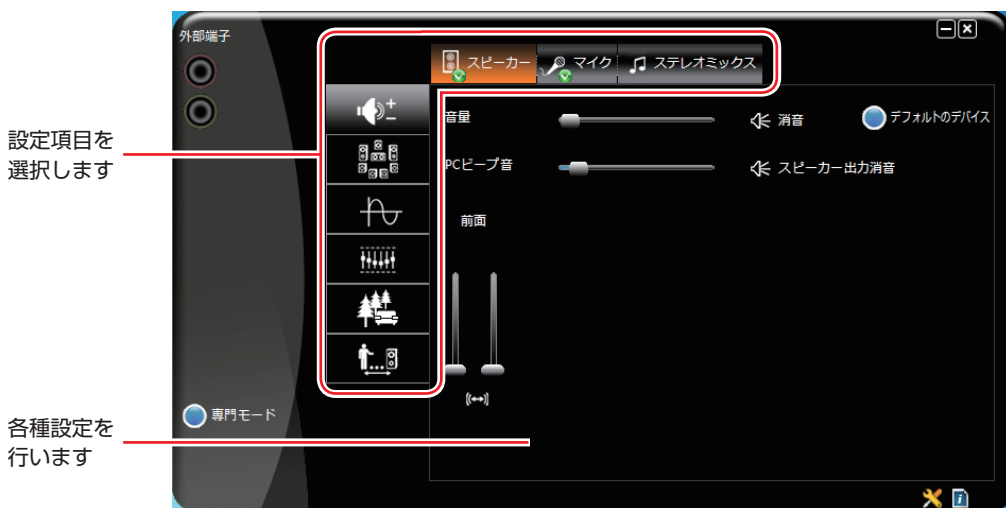 外部端子
スピーカー
マイク
ステレオミックス
設定項目を
選択します
音量
消音
デフォルトのデバイス
PCビープ音
スピーカー出力消音
前面
専門モード
各種設定を
行います